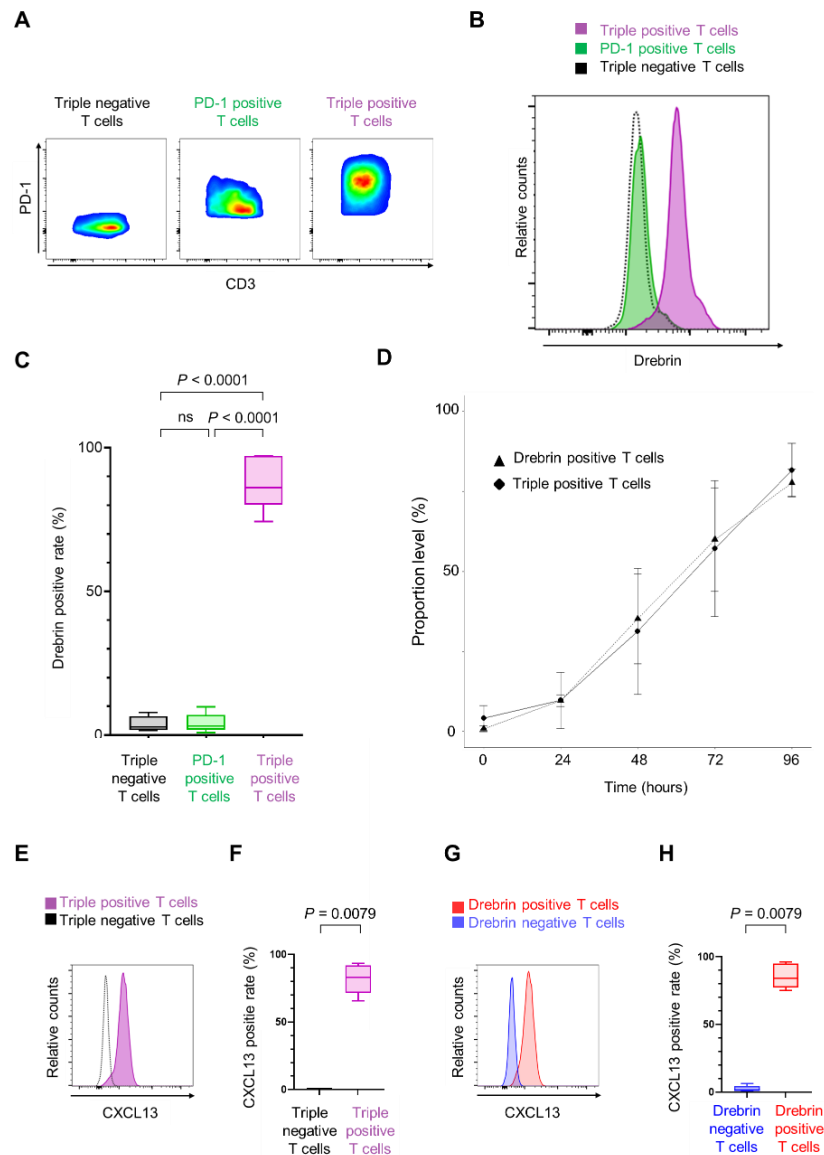 A
Triple negative
T cells
PD-1 positive
T cells
Triple positive
T cells
PD-1
CD3
B
Triple positive T cells
PD-1 positive T cells
Triple negative T cells
Relative counts
Drebrin
C
P < 0.0001
ns
P < 0.0001
Drebrin positive rate (%)
100
50
0
Triple
negative
T cells
PD-1
positive
T cells
Triple
positive
T cells
D
Proportion level (%)
100
50
0
Drebrin positive T cells
Triple positive T cells
0
24
48
72
96
Time (hours)
E
Triple positive T cells
Triple negative T cells
Relative counts
CXCL13
F
P = 0.0079
CXCL13 positie rate (%)
100
50
0
Triple
negative
T cells
Triple
positive
T cells
G
Drebrin positive T cells
Drebrin negative T cells
Relative counts
CXCL13
H
P = 0.0079
CXCL13 positive rate (%)
100
50
0
Drebrin
negative
T cells
Drebrin
positive
T cells